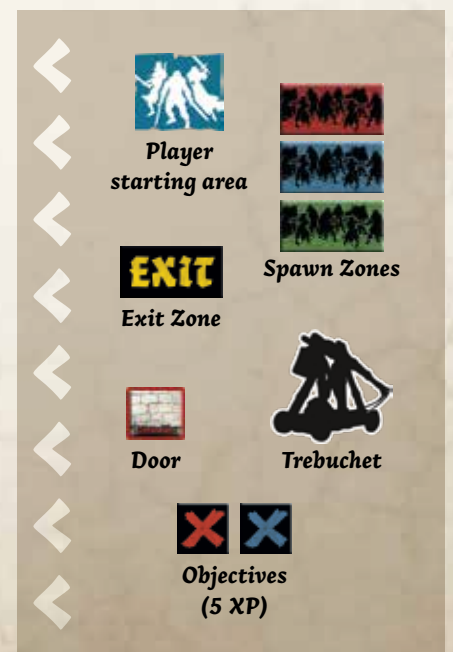 Player
starting area
Spawn Zones
EXIT
Exit Zone
Door
Trebuchet
Objectives
(5 XP)